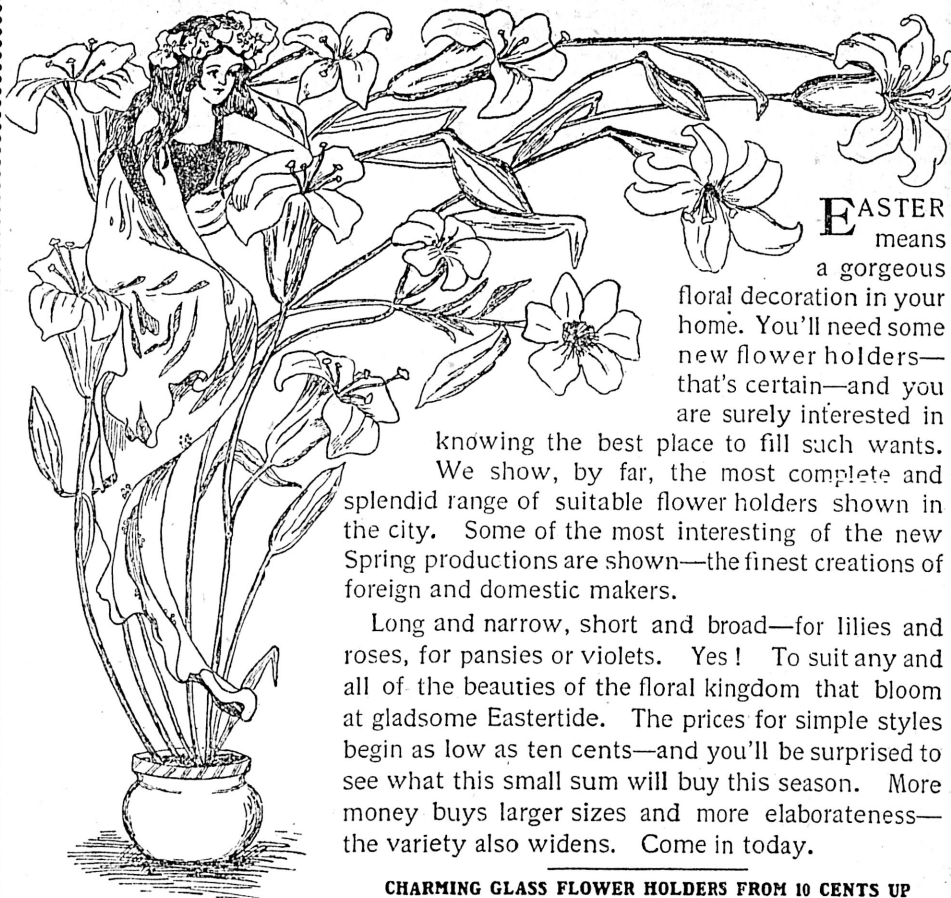 EASTER
means
a gorgeous
floral decoration in your
home. You'll need some
new flower holders—
that's certain—and you
are surely interested in
knowing the best place to fill such wants.
We show, by far, the most complete and
splendid range of suitable flower holders shown in
the city. Some of the most interesting of the new
Spring productions are shown—the finest creations of
foreign and domestic makers.
Long and narrow, short and broad—for lilies and
roses, for pansies or violets. Yes! To suit any and
all of the beauties of the floral kingdom that bloom
at gladsome Eastertide. The prices for simple styles
begin as low as ten cents—and you'll be surprised to
see what this small sum will buy this season. More
money buys larger sizes and more elaborateness—
the variety also widens. Come in today.
CHARMING GLASS FLOWER HOLDERS FROM 10 CENTS UP